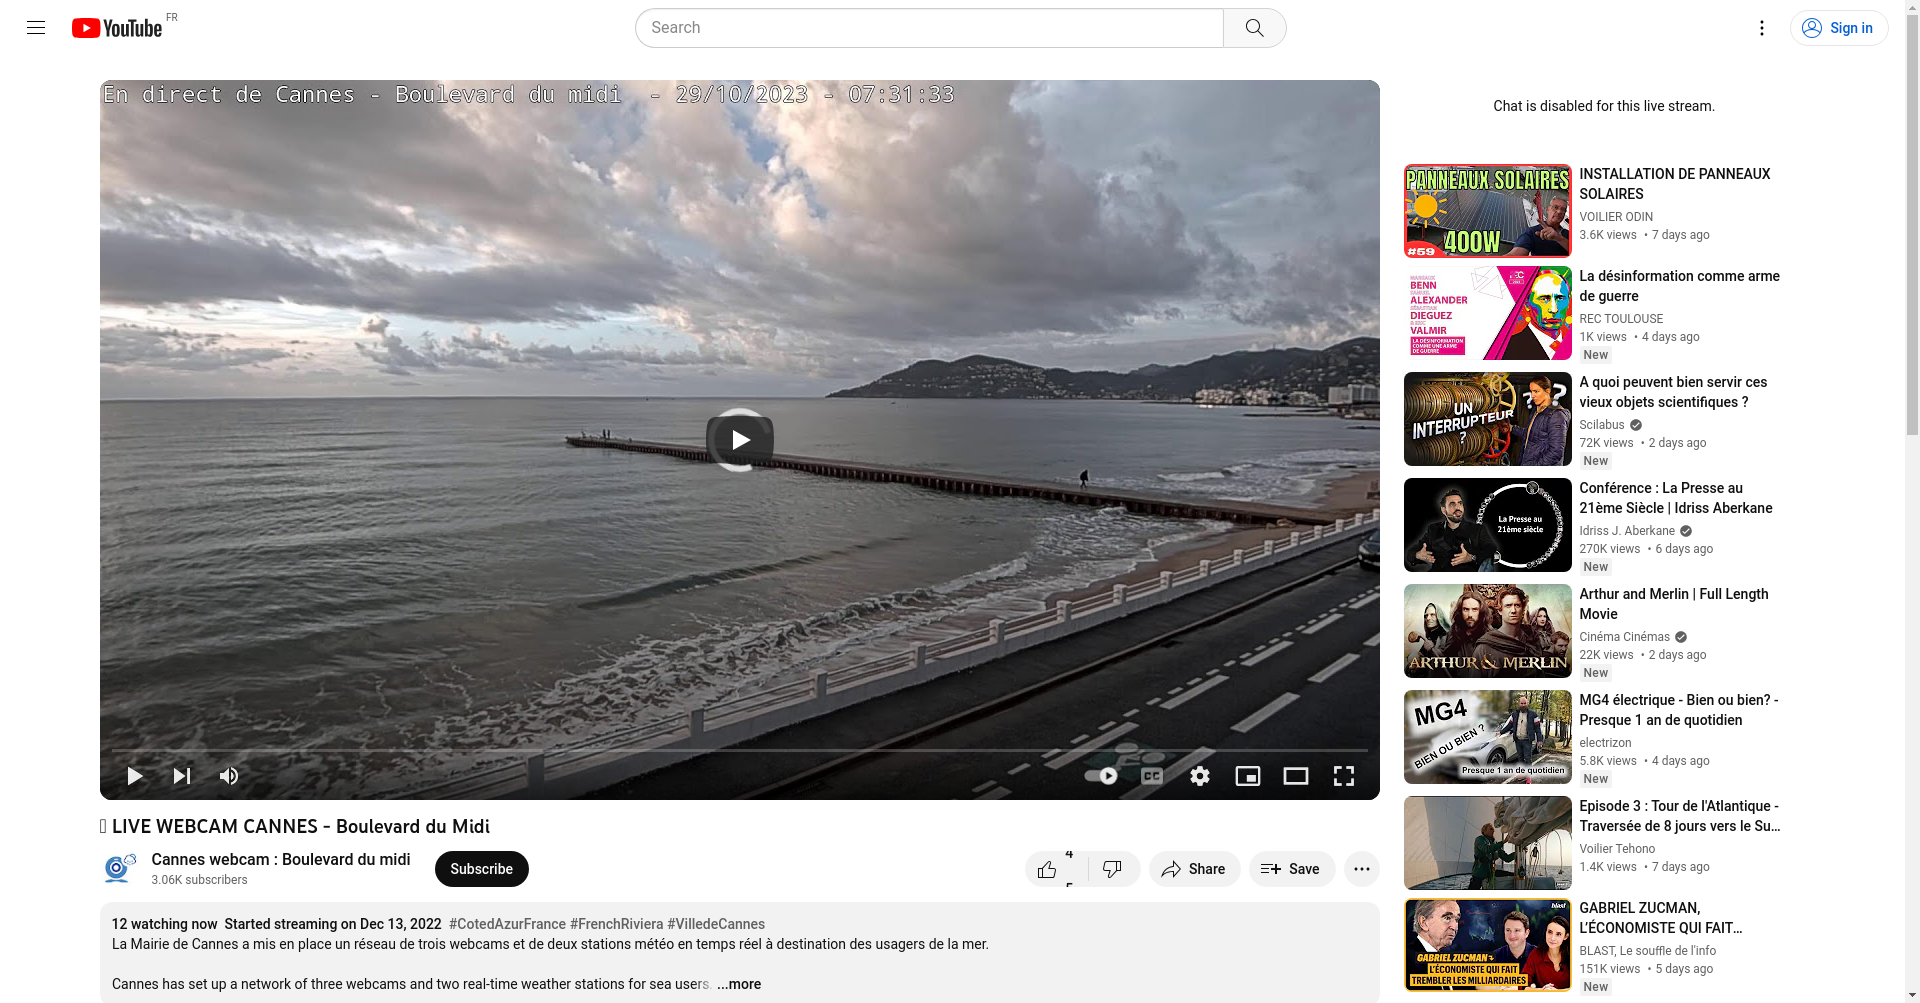 YouTube FR
Search
Sign in
En direct de Cannes - Boulevard du midi - 29/10/2023 - 07:31:33
CC
LIVE WEBCAM CANNES - Boulevard du Midi
Cannes webcam : Boulevard du midi
3.06K subscribers
Subscribe
Share
Save
12 watching now Started streaming on Dec 13, 2022 #CotedAzurFrance #FrenchRiviera #VilledeCannes
La Mairie de Cannes a mis en place un réseau de trois webcams et de deux stations météo en temps réel à destination des usagers de la mer.
Cannes has set up a network of three webcams and two real-time weather stations for sea users. ...more
Chat is disabled for this live stream.
PANNEAUX SOLAIRES
400W
#59
INSTALLATION DE PANNEAUX
SOLAIRES
VOILIER ODIN
3.6K views • 7 days ago
BENN
ALEXANDER
DIEGUEZ
VALMIR
LA DÉSINFORMATION
COMME UNE ARME
DE GUERRE
La désinformation comme arme
de guerre
REC TOULOUSE
1K views • 4 days ago
New
UN
INTERRUPTEUR
?
? ?
A quoi peuvent bien servir ces
vieux objets scientifiques ?
Scilabus
72K views • 2 days ago
New
La Presse au
21ème siècle
Conférence : La Presse au
21ème Siècle | Idriss Aberkane
Idriss J. Aberkane
270K views • 6 days ago
New
ARTHUR & MERLIN
Arthur and Merlin | Full Length
Movie
Cinéma Cinémas
22K views • 2 days ago
New
MG4
BIEN OU BIEN ?
Presque 1 an de quotidien
MG4 électrique - Bien ou bien? -
Presque 1 an de quotidien
electrizon
5.8K views • 4 days ago
New
Episode 3 : Tour de l'Atlantique -
Traversée de 8 jours vers le Su...
Voilier Tehono
1.4K views • 7 days ago
blast
GABRIEL ZUCMAN
L'ÉCONOMISTE QUI FAIT
TREMBLER LES MILLIARDAIRES
GABRIEL ZUCMAN,
L'ÉCONOMISTE QUI FAIT...
BLAST, Le souffle de l'info
151K views • 5 days ago
New